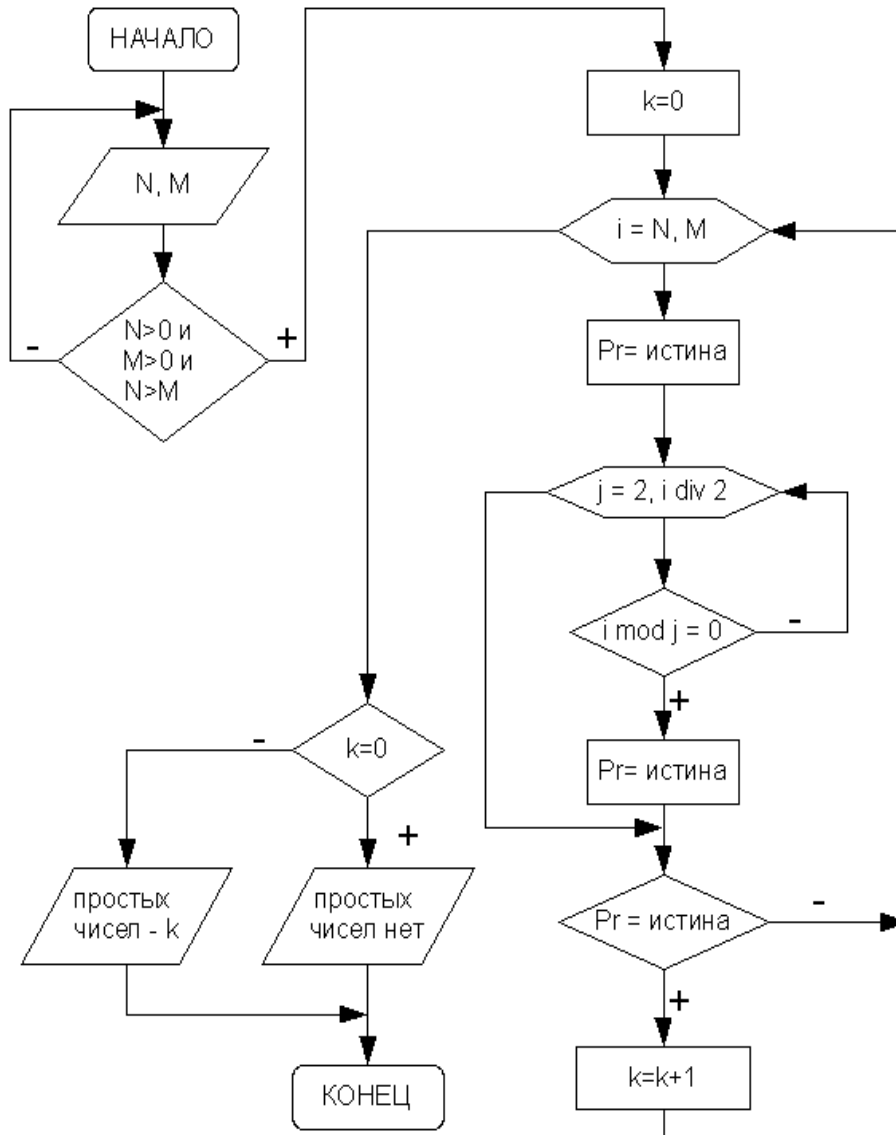 НАЧАЛО
N, M
N>0 и
M>0 и
N>M
-
+
k=0
i = N, M
Pr= истина
j = 2, i div 2
i mod j = 0
-
+
Pr= истина
Pr = истина
-
+
k=k+1
k=0
-
+
простых
чисел - k
простых
чисел нет
КОНЕЦ